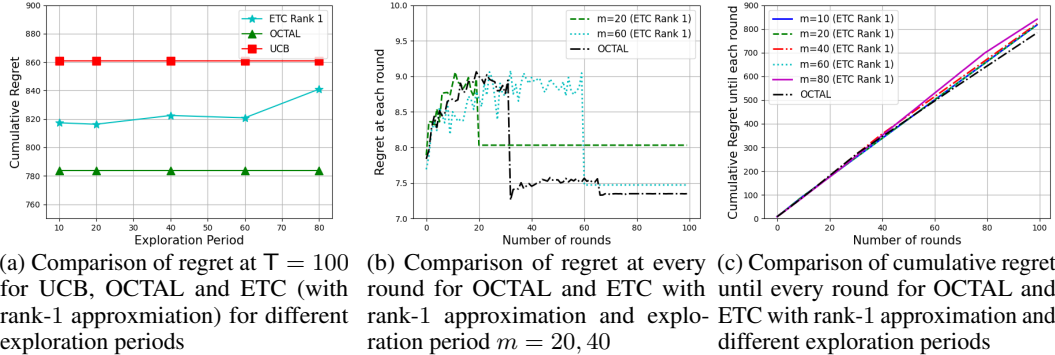 900
880
860
840
820
800
780
760
Cumulative Regret
10
20
30
40
50
60
70
80
Exploration Period
ETC Rank 1
OCTAL
UCB
10.0
9.5
9.0
8.5
8.0
7.5
7.0
Regret at each round
0
20
40
60
80
100
Number of rounds
m=20 (ETC Rank 1)
m=60 (ETC Rank 1)
OCTAL
900
800
700
600
500
400
300
200
100
0
Cumulative Regret until each round
0
20
40
60
80
100
Number of rounds
m=10 (ETC Rank 1)
m=20 (ETC Rank 1)
m=40 (ETC Rank 1)
m=60 (ETC Rank 1)
m=80 (ETC Rank 1)
OCTAL
(a) Comparison of regret at T = 100
for UCB, OCTAL and ETC (with
rank-1 approxmiation) for different
exploration periods
(b) Comparison of regret at every
round for OCTAL and ETC with
rank-1 approximation and explo-
ration period m = 20, 40
(c) Comparison of cumulative regret
until every round for OCTAL and
ETC with rank-1 approximation and
different exploration periods